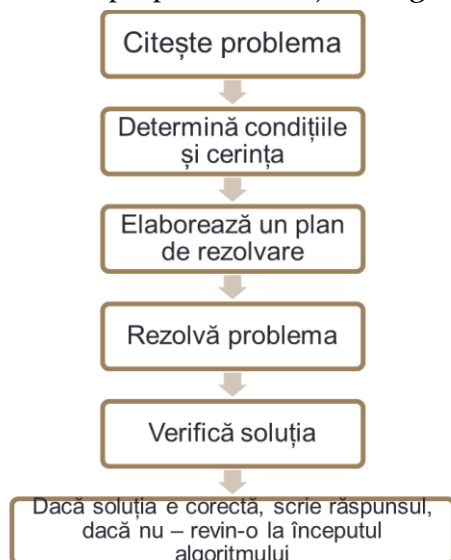 Citește problema
Determină condițiile
și cerința
Elaborează un plan
de rezolvare
Rezolvă problema
Verifică soluția
Dacă soluția e corectă, scrie răspunsul,
dacă nu – revin-o la începutul
algoritmului